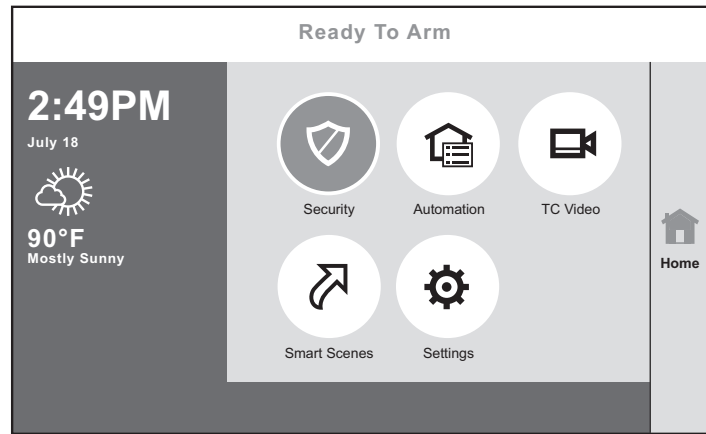 Ready To Arm
2:49PM
July 18
90°F
Mostly Sunny
Security
Automation
TC Video
Smart Scenes
Settings
Home